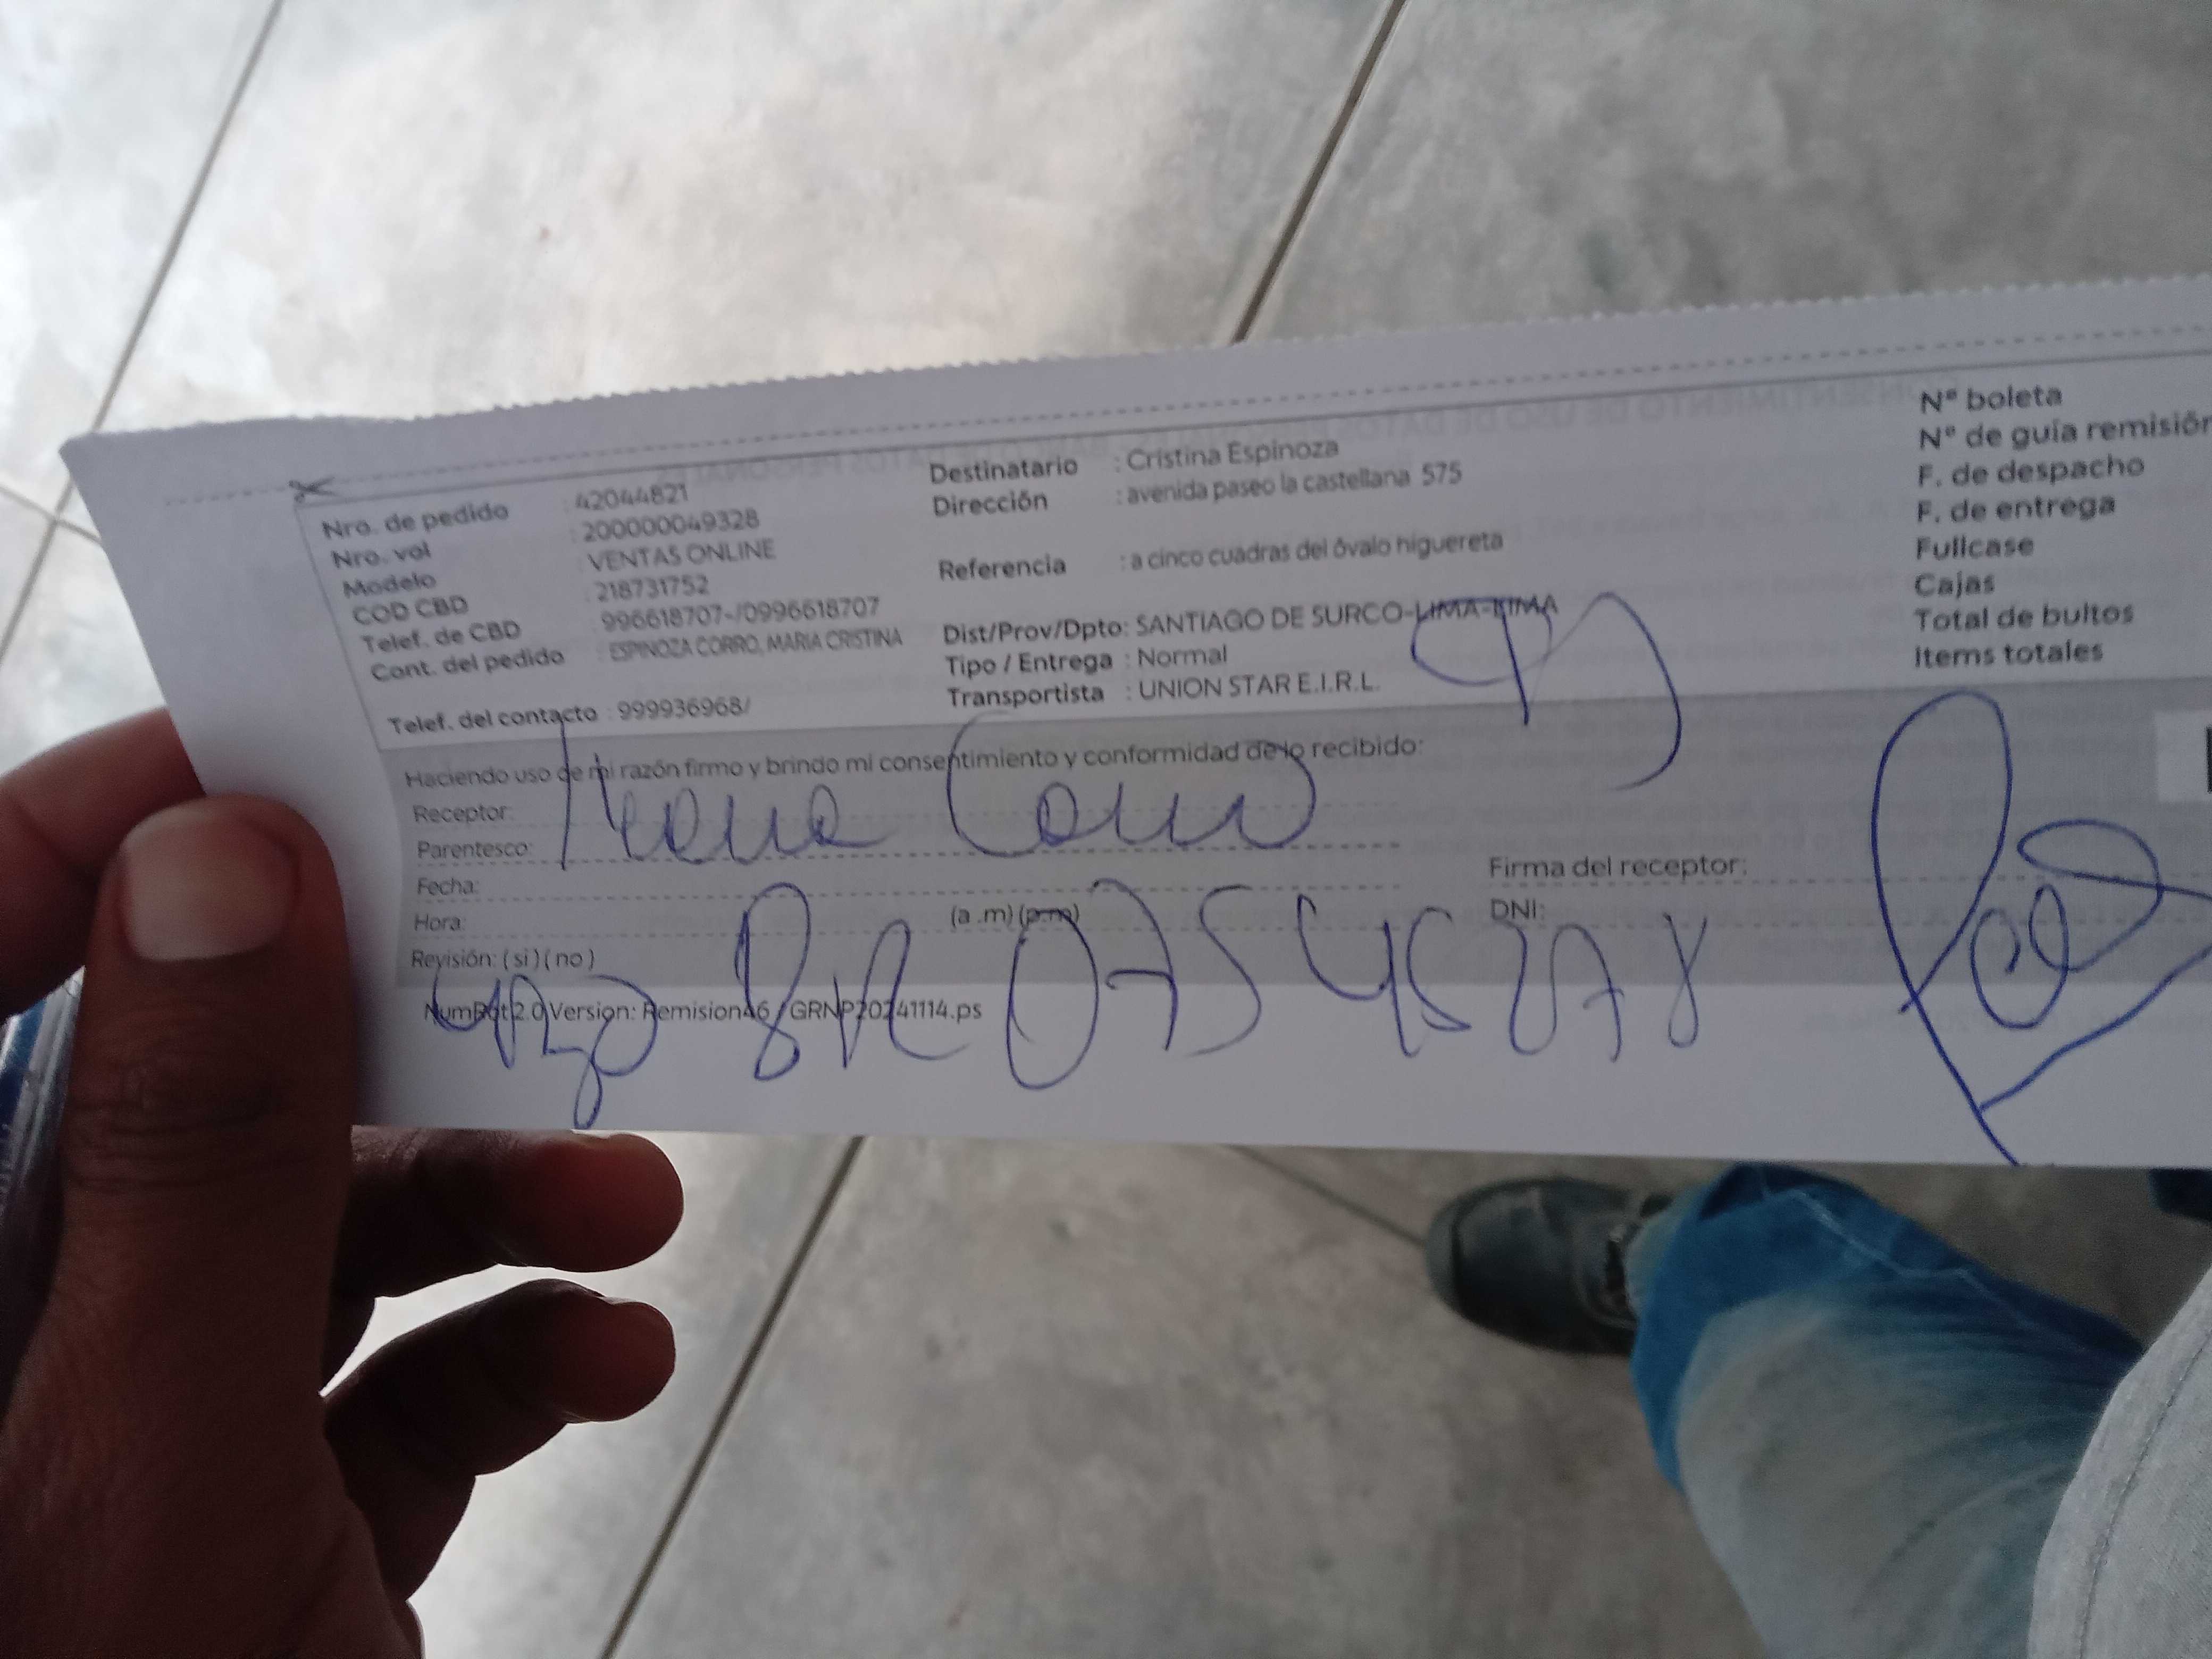 Nro. de pedido : 42044821
Nro. vol : 200000049328
Modelo : VENTAS ONLINE
COD CBD : 218731752
Telef. de CBD : 996618707-/0996618707
Cont. del pedido : ESPINOZA CORRO, MARIA CRISTINA
Telef. del contacto : 999936968/
Destinatario : Cristina Espinoza
Dirección : avenida paseo la castellana 575
Referencia : a cinco cuadras del óvalo higuereta
Dist/Prov/Dpto: SANTIAGO DE SURCO-LIMA-LIMA
Tipo / Entrega : Normal
Transportista : UNION STAR E.I.R.L.
Nº boleta
Nº de guía remisión
F. de despacho
F. de entrega
Fullcase
Cajas
Total de bultos
Items totales
Haciendo uso de mi razón firmo y brindo mi consentimiento y conformidad de lo recibido:
Receptor:
Parentesco:
Fecha:
Hora: (a .m) (p.m)
Revisión: ( si ) ( no )
Firma del receptor:
DNI:
NumPqt 2.0 Version: Remision46 / GRNP20241114.ps